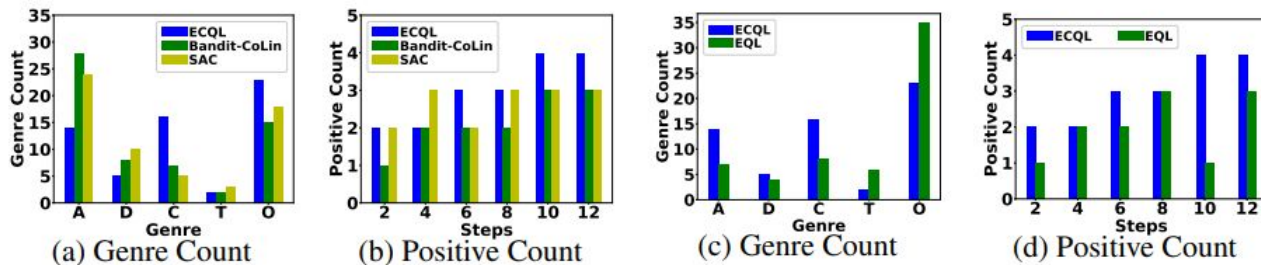 Genre Count
35
30
25
20
15
10
5
0
ECQL
Bandit-CoLin
SAC
A D C T O
Genre
(a) Genre Count
Positive Count
5
4
3
2
1
0
ECQL
Bandit-CoLin
SAC
2 4 6 8 10 12
Steps
(b) Positive Count
Genre Count
35
30
25
20
15
10
5
0
ECQL
EQL
A D C T O
Genre
(c) Genre Count
Positive Count
5
4
3
2
1
0
ECQL EQL
2 4 6 8 10 12
Steps
(d) Positive Count